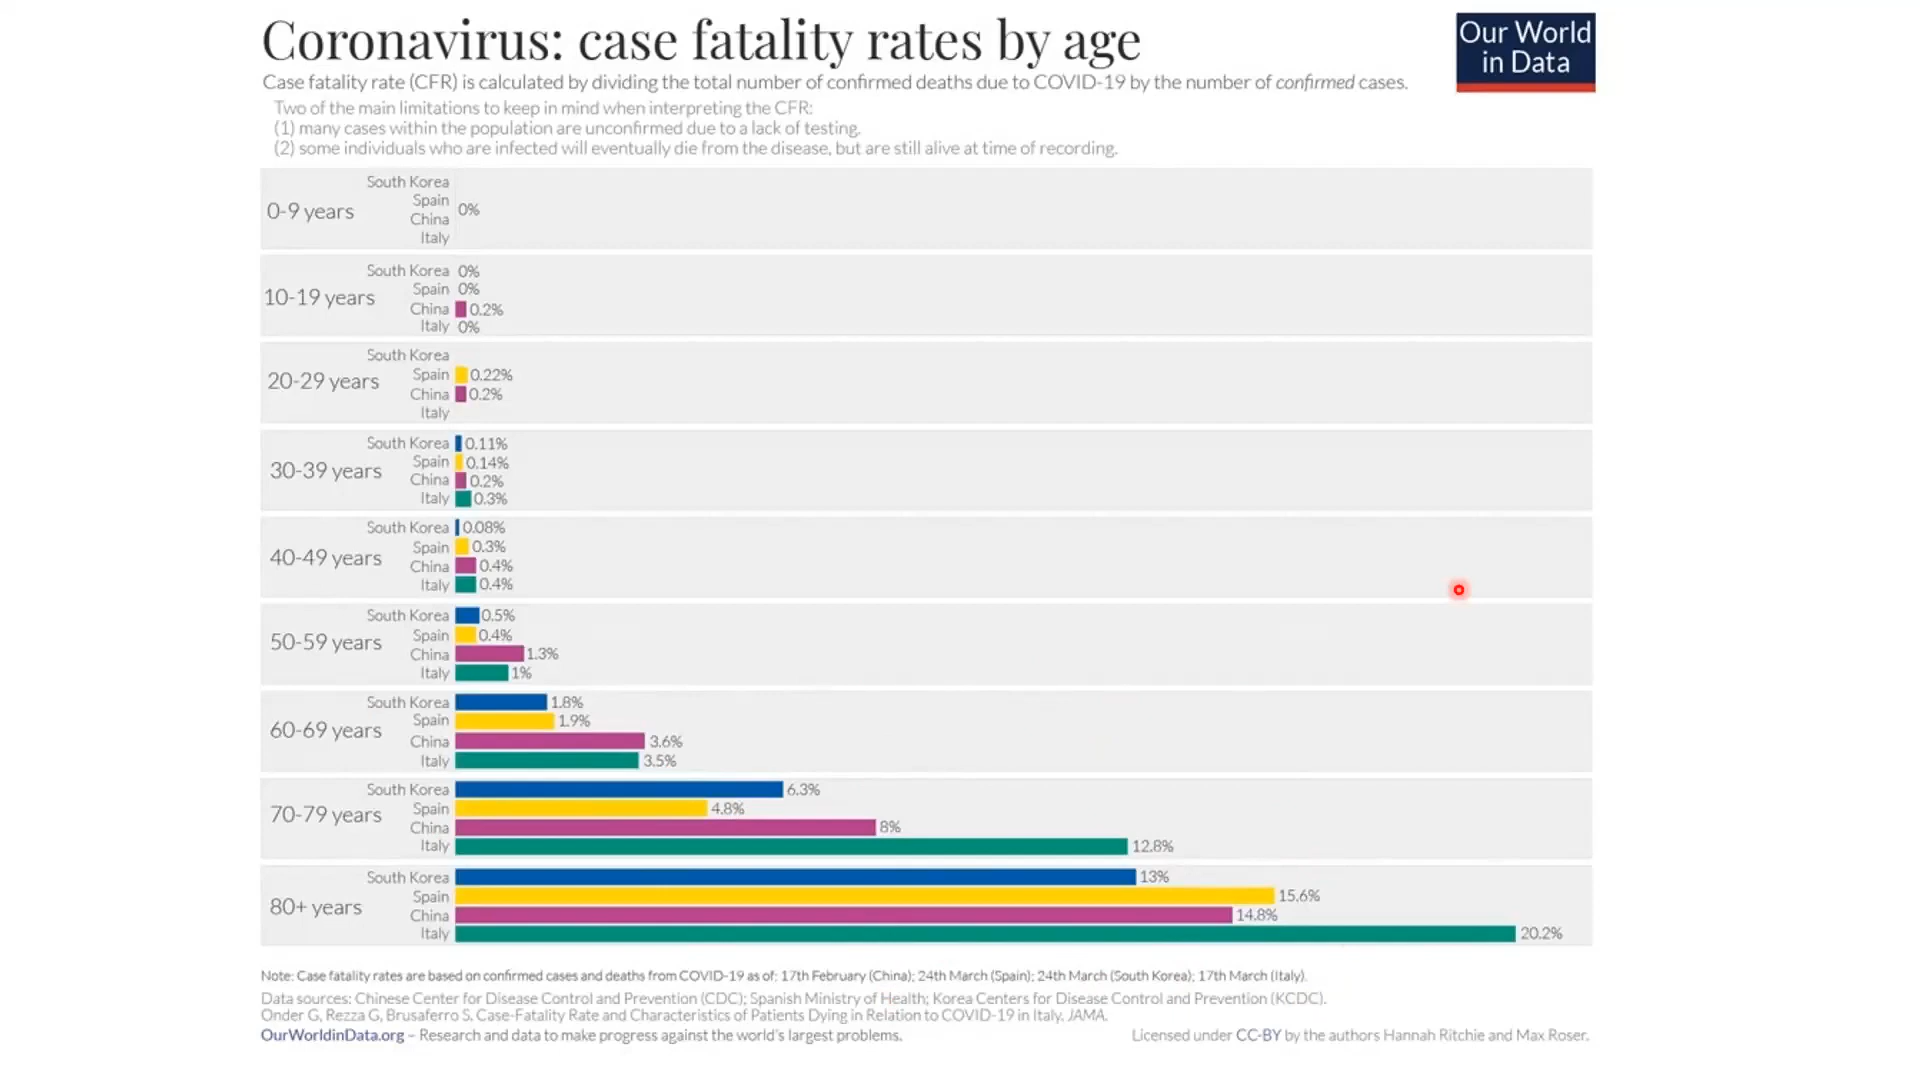 Coronavirus: case fatality rates by age
Our World
in Data
Case fatality rate (CFR) is calculated by dividing the total number of confirmed deaths due to COVID-19 by the number of confirmed cases.
Two of the main limitations to keep in mind when interpreting the CFR:
(1) many cases within the population are unconfirmed due to a lack of testing.
(2) some individuals who are infected will eventually die from the disease, but are still alive at time of recording.
0-9 years
South Korea
Spain
China
Italy
0%
10-19 years
South Korea 0%
Spain 0%
China 0.2%
Italy 0%
20-29 years
South Korea
Spain 0.22%
China 0.2%
Italy
30-39 years
South Korea 0.11%
Spain 0.14%
China 0.2%
Italy 0.3%
40-49 years
South Korea 0.08%
Spain 0.3%
China 0.4%
Italy 0.4%
50-59 years
South Korea 0.5%
Spain 0.4%
China 1.3%
Italy 1%
60-69 years
South Korea 1.8%
Spain 1.9%
China 3.6%
Italy 3.5%
70-79 years
South Korea 6.3%
Spain 4.8%
China 8%
Italy 12.8%
80+ years
South Korea 13%
Spain 15.6%
China 14.8%
Italy 20.2%
Note: Case fatality rates are based on confirmed cases and deaths from COVID-19 as of: 17th February (China); 24th March (Spain); 24th March (South Korea); 17th March (Italy).
Data sources: Chinese Center for Disease Control and Prevention (CDC); Spanish Ministry of Health; Korea Centers for Disease Control and Prevention (KCDC).
Onder G, Rezza G, Brusaferro S. Case-Fatality Rate and Characteristics of Patients Dying in Relation to COVID-19 in Italy. JAMA.
OurWorldinData.org – Research and data to make progress against the world's largest problems.
Licensed under CC-BY by the authors Hannah Ritchie and Max Roser.